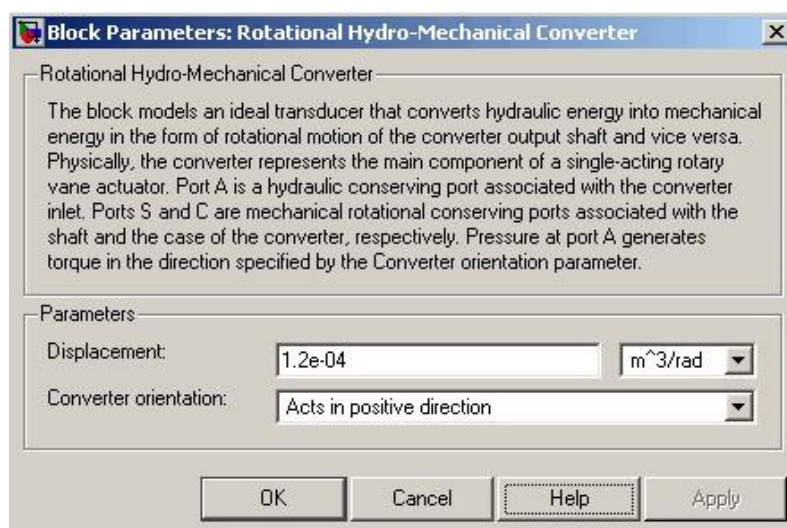 Block Parameters: Rotational Hydro-Mechanical Converter
Rotational Hydro-Mechanical Converter
The block models an ideal transducer that converts hydraulic energy into mechanical
energy in the form of rotational motion of the converter output shaft and vice versa.
Physically, the converter represents the main component of a single-acting rotary
vane actuator. Port A is a hydraulic conserving port associated with the converter
inlet. Ports S and C are mechanical rotational conserving ports associated with the
shaft and the case of the converter, respectively. Pressure at port A generates
torque in the direction specified by the Converter orientation parameter.
Parameters
Displacement: 1.2e-04 m^3/rad
Converter orientation: Acts in positive direction
OK Cancel Help Apply